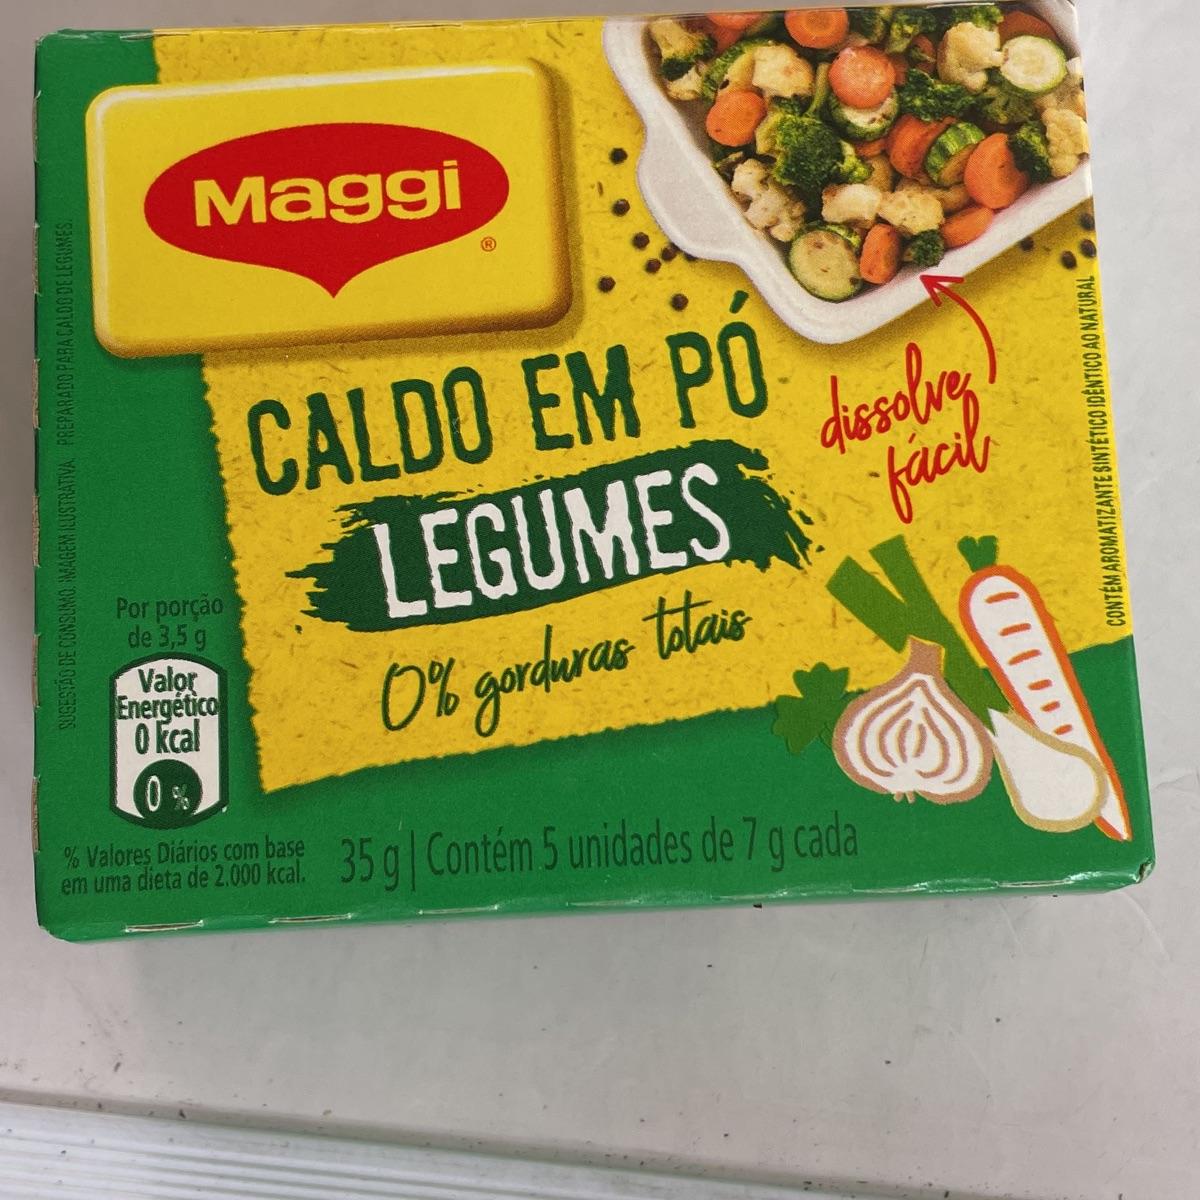 Maggi
®
CALDO EM PÓ
LEGUMES
0% gorduras totais
dissolve
fácil
CONTÉM AROMATIZANTE SINTÉTICO IDÊNTICO AO NATURAL
SUGESTÃO DE CONSUMO. IMAGEM ILUSTRATIVA. PREPARADO PARA CALDO DE LEGUMES.
Por porção
de 3,5 g
Valor
Energético
0 kcal
0 %
% Valores Diários com base
em uma dieta de 2.000 kcal.
35 g | Contém 5 unidades de 7 g cada